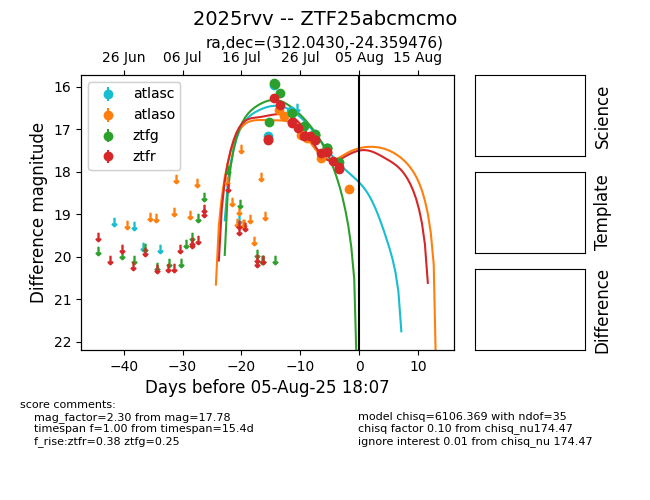 2025rvv -- ZTF25abcmcmo
ra,dec=(312.0430,-24.359476)
26 Jun 06 Jul 16 Jul 26 Jul 05 Aug 15 Aug
atlasc
atlaso
ztfg
ztfr
Difference magnitude
16
17
18
19
20
21
22
−40 −30 −20 −10 0 10
Days before 05-Aug-25 18:07
Science
Template
Difference
score comments:
mag_factor=2.30 from mag=17.78
timespan f=1.00 from timespan=15.4d
f_rise:ztfr=0.38 ztfg=0.25
model chisq=6106.369 with ndof=35
chisq factor 0.10 from chisq_nu174.47
ignore interest 0.01 from chisq_nu 174.47